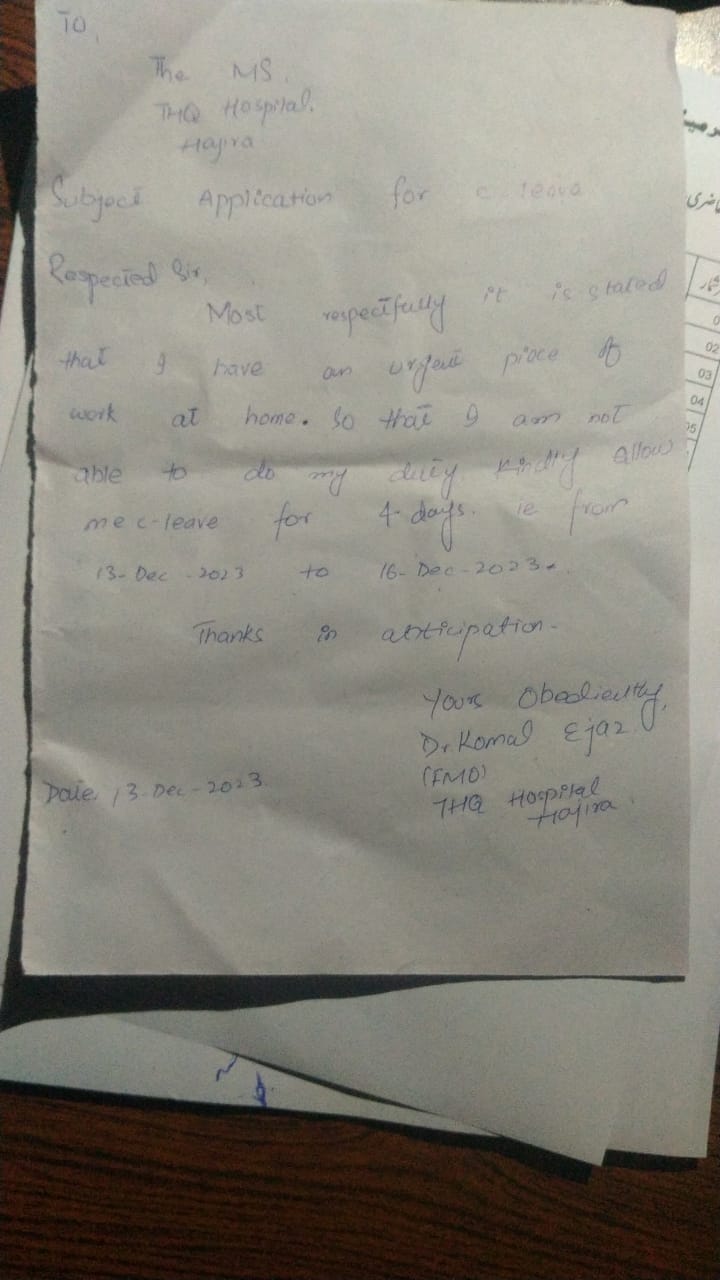 To,
The MS.
THQ Hospital.
Hajira
Subject Application for c-leave
Respected Sir,
Most respectfully it is stated
that I have an urgent piece of
work at home. So that I am not
able to do my duty. Kindly allow
me c-leave for 4-days. ie from
13-Dec-2023 to 16-Dec-2023.
Thanks in anticipation-
Yours Obediently,
Dr. Komal Ejaz.
(FMO)
THQ Hospital
Hajira.
Date, 13-Dec-2023.
02
03
04